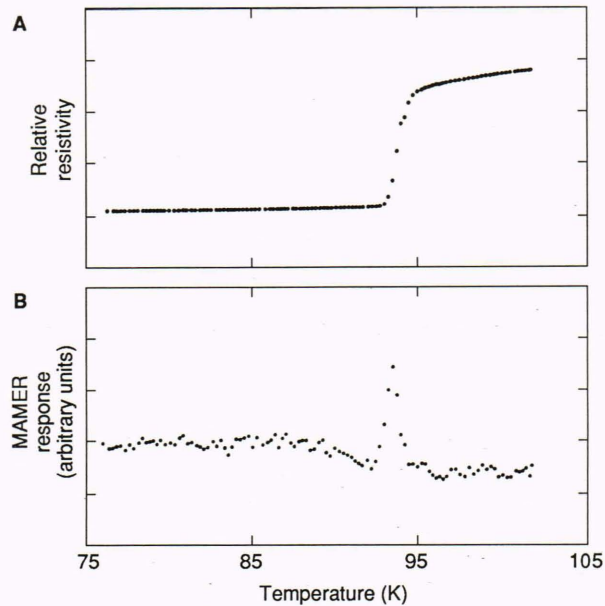 A
Relative
resistivity
B
MAMER
response
(arbitrary units)
75 85 95 105
Temperature (K)